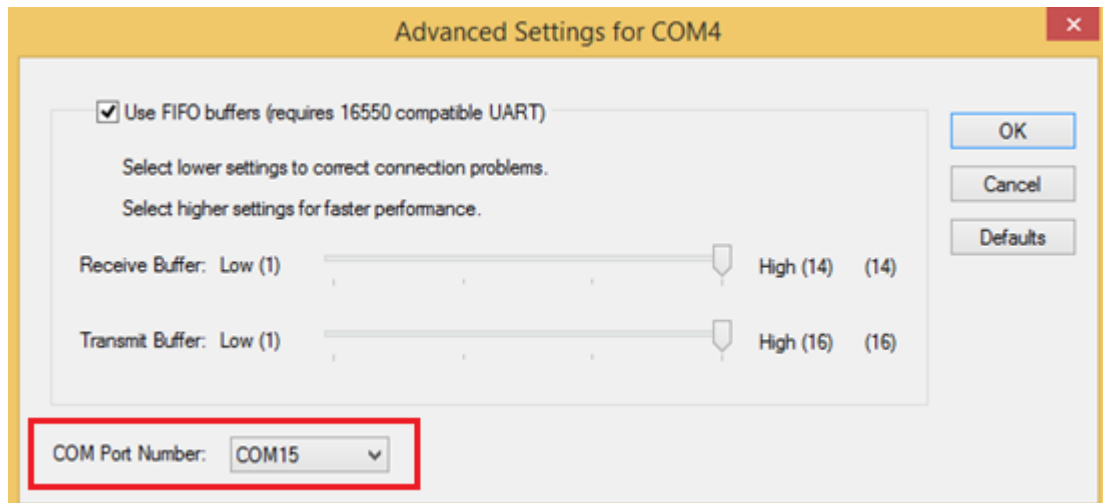 Advanced Settings for COM4
Use FIFO buffers (requires 16550 compatible UART)
OK
Select lower settings to correct connection problems.
Cancel
Select higher settings for faster performance.
Defaults
Receive Buffer: Low (1) High (14) (14)
Transmit Buffer: Low (1) High (16) (16)
COM Port Number: COM15